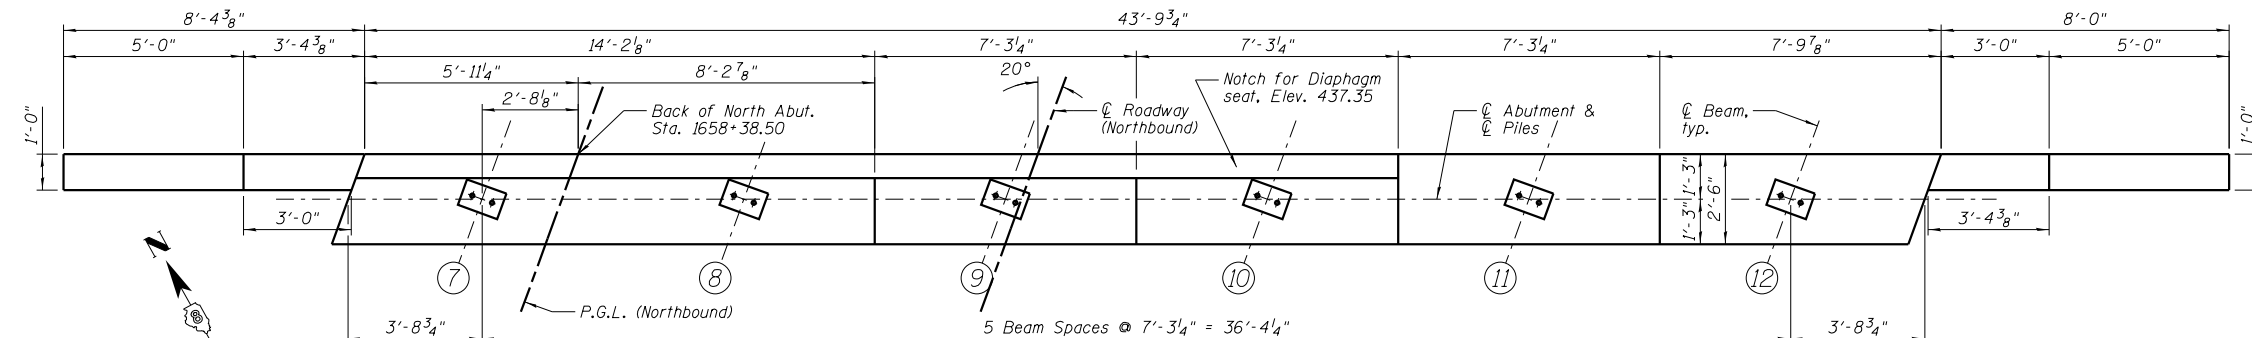 8'-4 3/8"
43'-9 3/4"
8'-0"
5'-0"
3'-4 3/8"
14'-2 1/8"
7'-3 1/4"
7'-3 1/4"
7'-3 1/4"
7'-9 7/8"
3'-0"
5'-0"
5'-11 1/4"
8'-2 7/8"
20°
2'-8 1/8"
Back of North Abut.
Sta. 1658+38.50
℄ Roadway
(Northbound)
Notch for Diaphagm
seat, Elev. 437.35
℄ Abutment &
℄ Piles
℄ Beam,
typ.
1'-0"
1'-0"
1'-3"
1'-3"
2'-6"
3'-0"
3'-4 3/8"
N
8
7
8
9
10
11
12
P.G.L. (Northbound)
3'-8 3/4"
5 Beam Spaces @ 7'-3 1/4" = 36'-4 1/4"
3'-8 3/4"